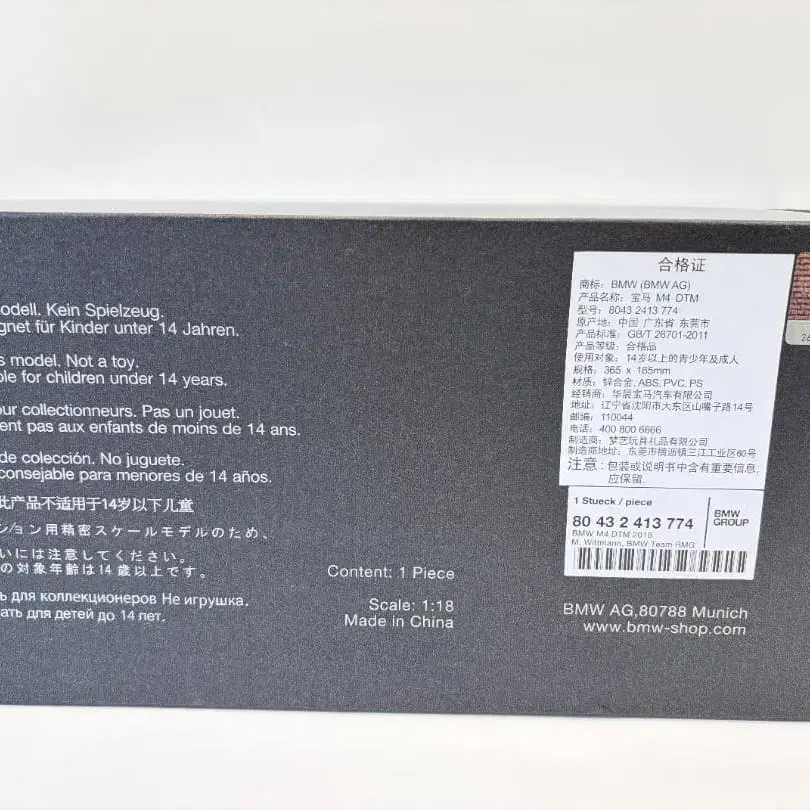 odell. Kein Spielzeug.
gnet für Kinder unter 14 Jahren.
s model. Not a toy.
ble for children under 14 years.
our collectionneurs. Pas un jouet.
ent pas aux enfants de moins de 14 ans.
de colección. No juguete.
consejable para menores de 14 años.
此产品不适用于14岁以下儿童
ション用精密スケールモデルのため、
いには注意してください。
の対象年齢は14歳以上です。
ь для коллекционеров Не игрушка.
ать для детей до 14 лет.
Content: 1 Piece
Scale: 1:18
Made in China
合格证
商标: BMW (BMW AG)
产品名称: 宝马 M4 DTM
型号: 8043 2413 774
原产地: 中国 广东省 东莞市
产品标准: GB/T 26701-2011
产品等级: 合格品
使用对象: 14岁以上的青少年及成人
规格: 365 x 165mm
材质: 锌合金, ABS, PVC, PS
经销商: 华晨宝马汽车有限公司
地址: 辽宁省沈阳市大东区山嘴子路14号
邮编: 110044
电话: 400 800 6666
制造商: 梦艺玩具礼品有限公司
制造商地址: 东莞市横沥镇三江工业区60号
注意: 包装或说明书中含有重要信息,
应保留.
1 Stueck / piece
80 43 2 413 774
BMW M4 DTM 2016
M. Wittmann, BMW Team RMG
BMW
GROUP
BMW AG,80788 Munich
www.bmw-shop.com